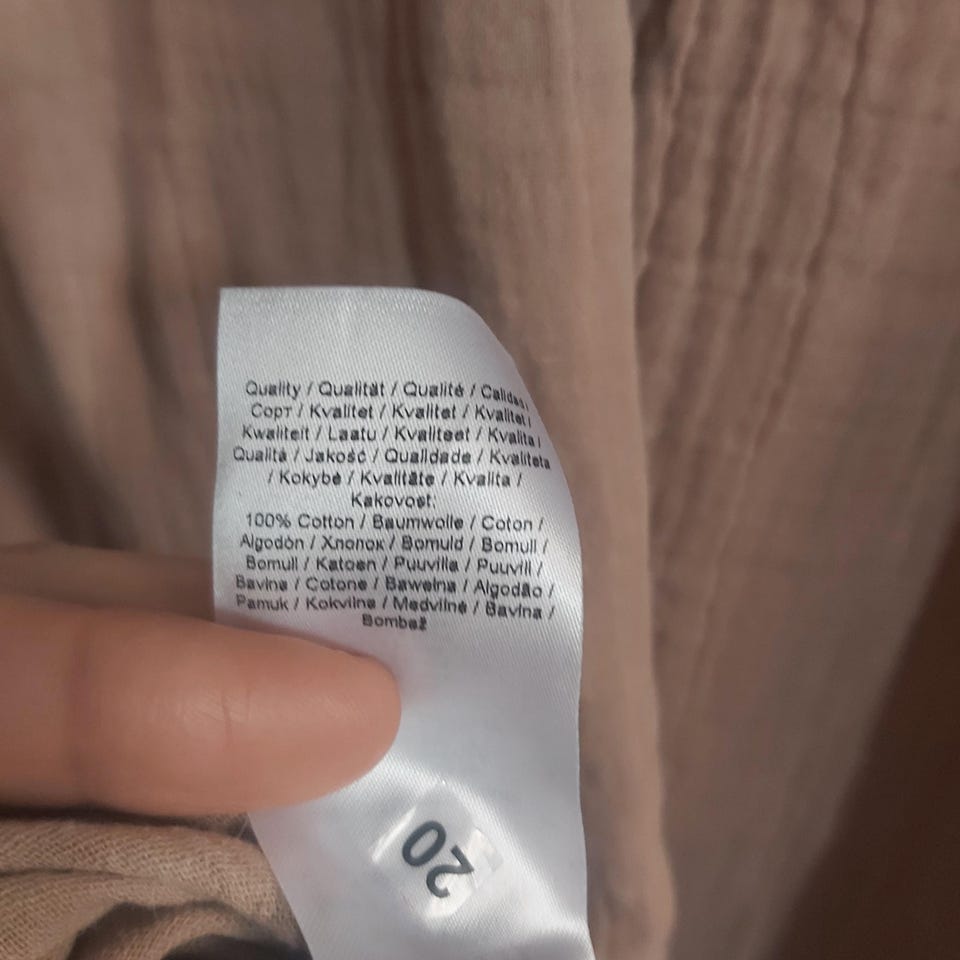 Quality / Qualität / Qualité / Calidad /
Сорт / Kvalitet / Kvalitet / Kvalitet /
Kwaliteit / Laatu / Kvaliteet / Kvalita /
Qualità / Jakość / Qualidade / Kvaliteta
/ Kokybė / Kvalitāte / Kvalita /
Kakovost:
100% Cotton / Baumwolle / Coton /
Algodón / Хлопок / Bomuld / Bomull /
Bomull / Katoen / Puuvilla / Puuvill /
Bavlna / Cotone / Bawełna / Algodão /
Pamuk / Kokvilna / Medvilnė / Bavlna /
Bombaž
20